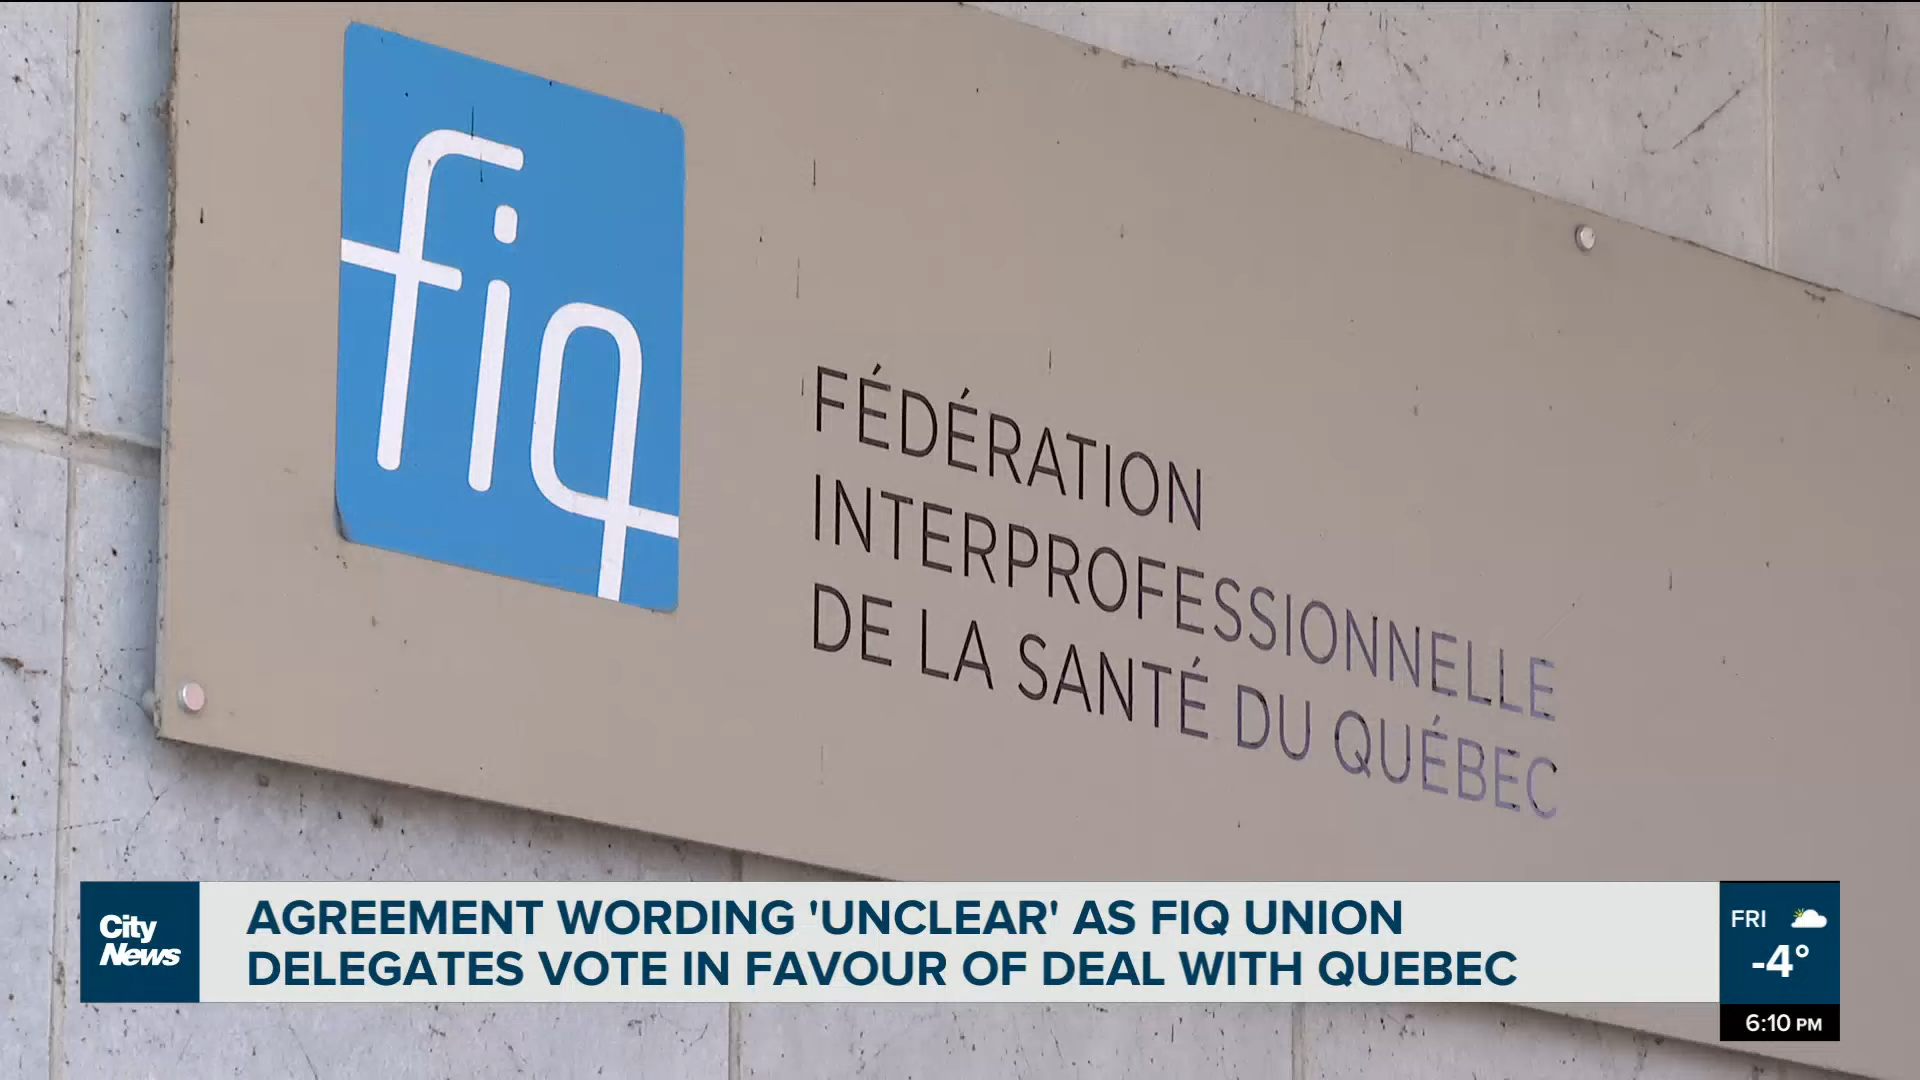 fiq
FÉDÉRATION
INTERPROFESSIONNELLE
DE LA SANTÉ DU QUÉBEC
City
News
AGREEMENT WORDING 'UNCLEAR' AS FIQ UNION
DELEGATES VOTE IN FAVOUR OF DEAL WITH QUEBEC
FRI
-4°
6:10 PM